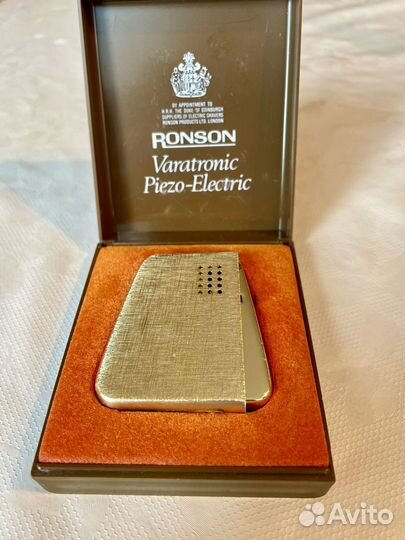 BY APPOINTMENT TO
H.R.H. THE DUKE OF EDINBURGH
SUPPLIERS OF ELECTRIC SHAVERS
RONSON PRODUCTS LTD. LONDON
RONSON
Varatronic
Piezo-Electric
Avito